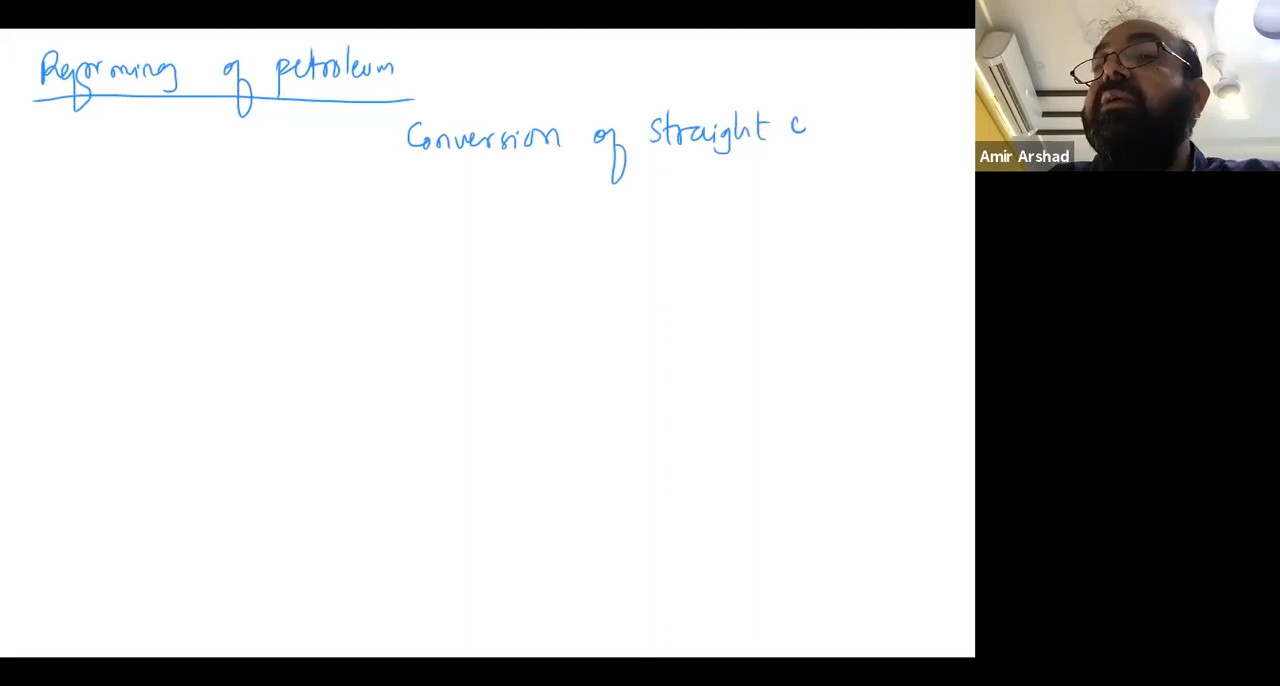 Reforming of petroleum
Conversion of straight c
Amir Arshad